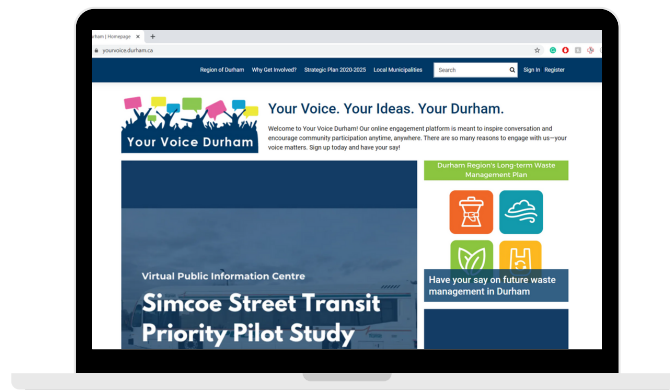 rham | Homepage
yourvoice.durham.ca
Region of Durham Why Get Involved? Strategic Plan 2020-2025 Local Municipalities Search Sign In Register
Your Voice Durham
Your Voice. Your Ideas. Your Durham.
Welcome to Your Voice Durham! Our online engagement platform is meant to inspire conversation and
encourage community participation anytime, anywhere. There are so many reasons to engage with us—your
voice matters. Sign up today and have your say!
Virtual Public Information Centre
Simcoe Street Transit
Priority Pilot Study
Durham Region's Long-term Waste
Management Plan
Have your say on future waste
management in Durham